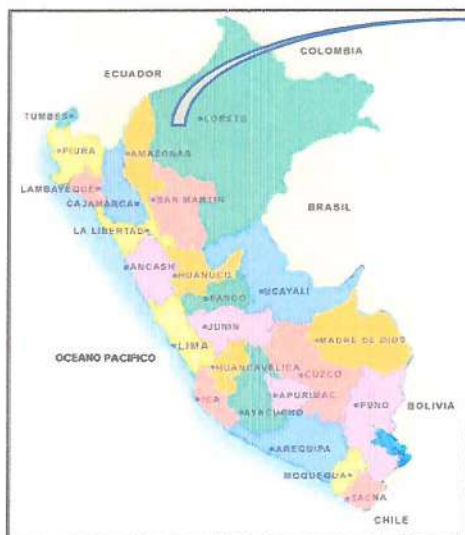 COLOMBIA
ECUADOR
LORETO
TUMBES
PIURA
AMAZONAS
LAMBAYEQUE
CAJAMARCA
SAN MARTIN
BRASIL
LA LIBERTAD
ANCASH
HUANUCO
UCAYALI
PASCO
JUNIN
LIMA
MADRE DE DIOS
OCEANO PACIFICO
HUANCAVELICA
CUZCO
ICA
APURIMAC
PUNO
BOLIVIA
AYACUCHO
AREQUIPA
MOQUEGUA
TACNA
CHILE